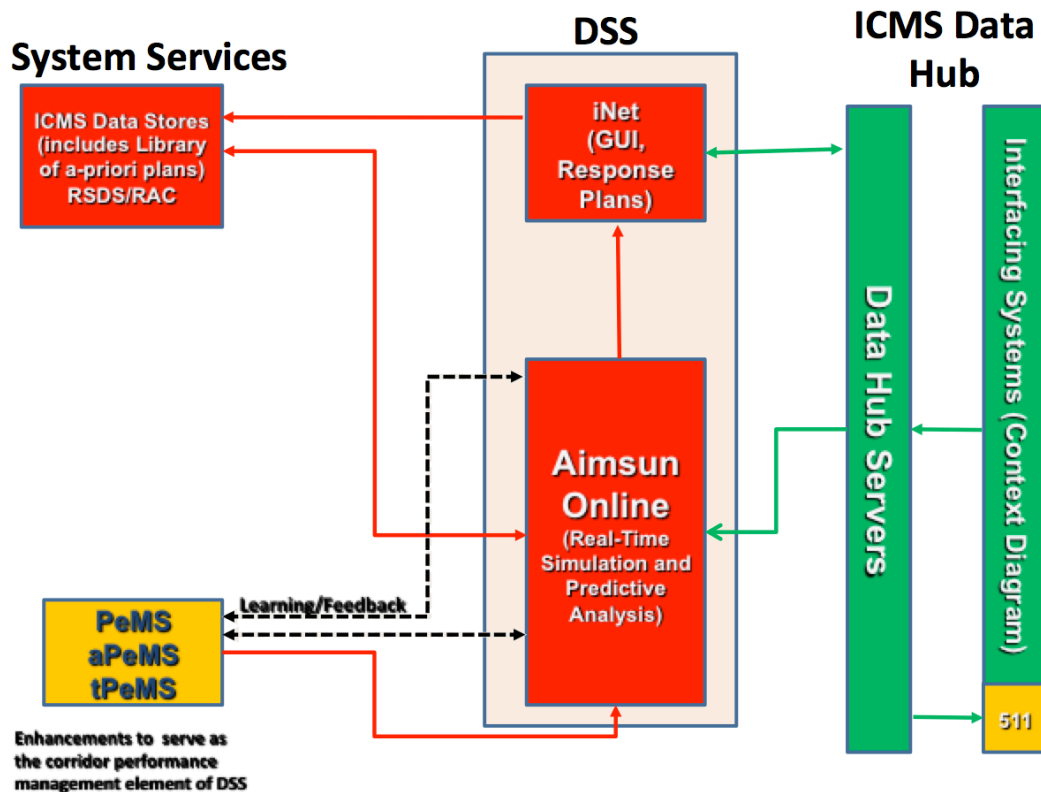 System Services
DSS
ICMS Data
Hub
ICMS Data Stores
(includes Library
of a-priori plans)
RSDS/RAC
iNet
(GUI,
Response
Plans)
Aimsun
Online
(Real-Time
Simulation and
Predictive
Analysis)
Learning/Feedback
PeMS
aPeMS
tPeMS
Enhancements to serve as
the corridor performance
management element of DSS
Data Hub Servers
Interfacing Systems (Context Diagram)
511